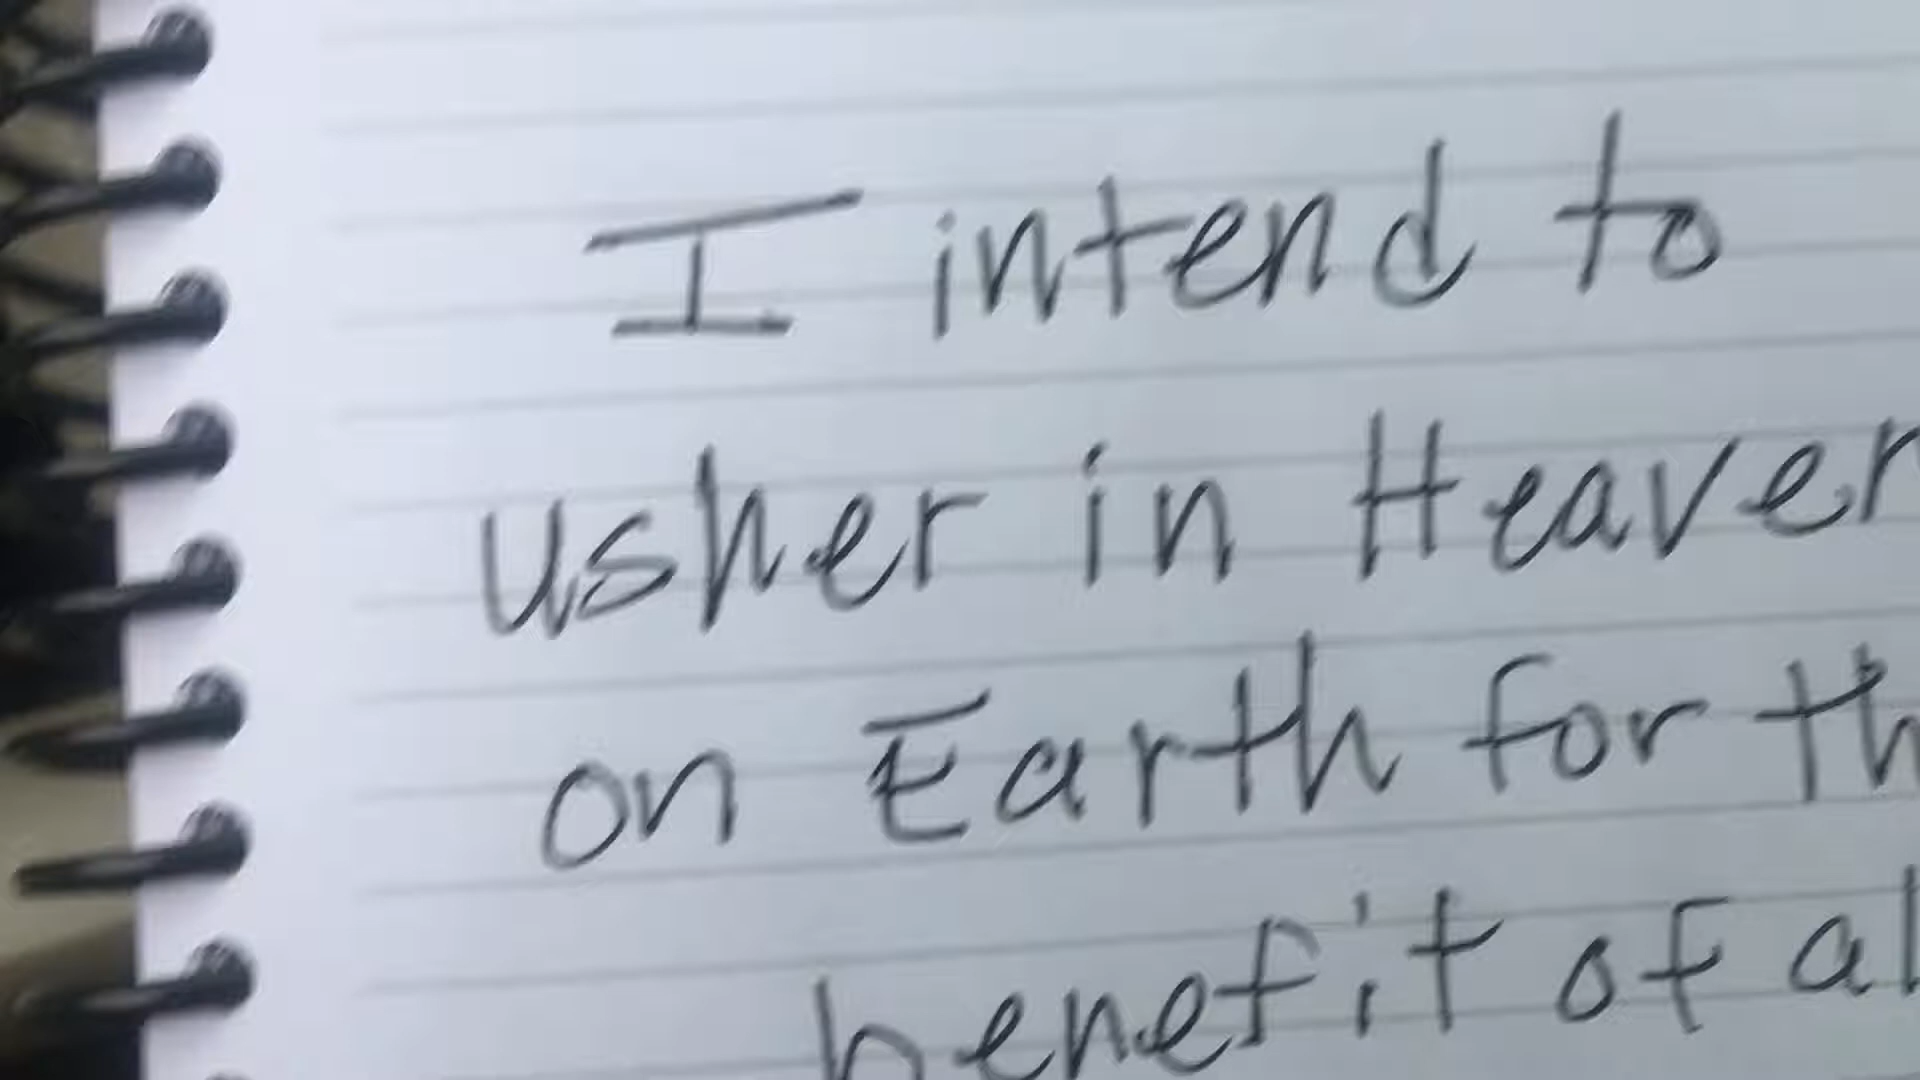 I intend to
usher in Heaven
on Earth for th
benefit of al